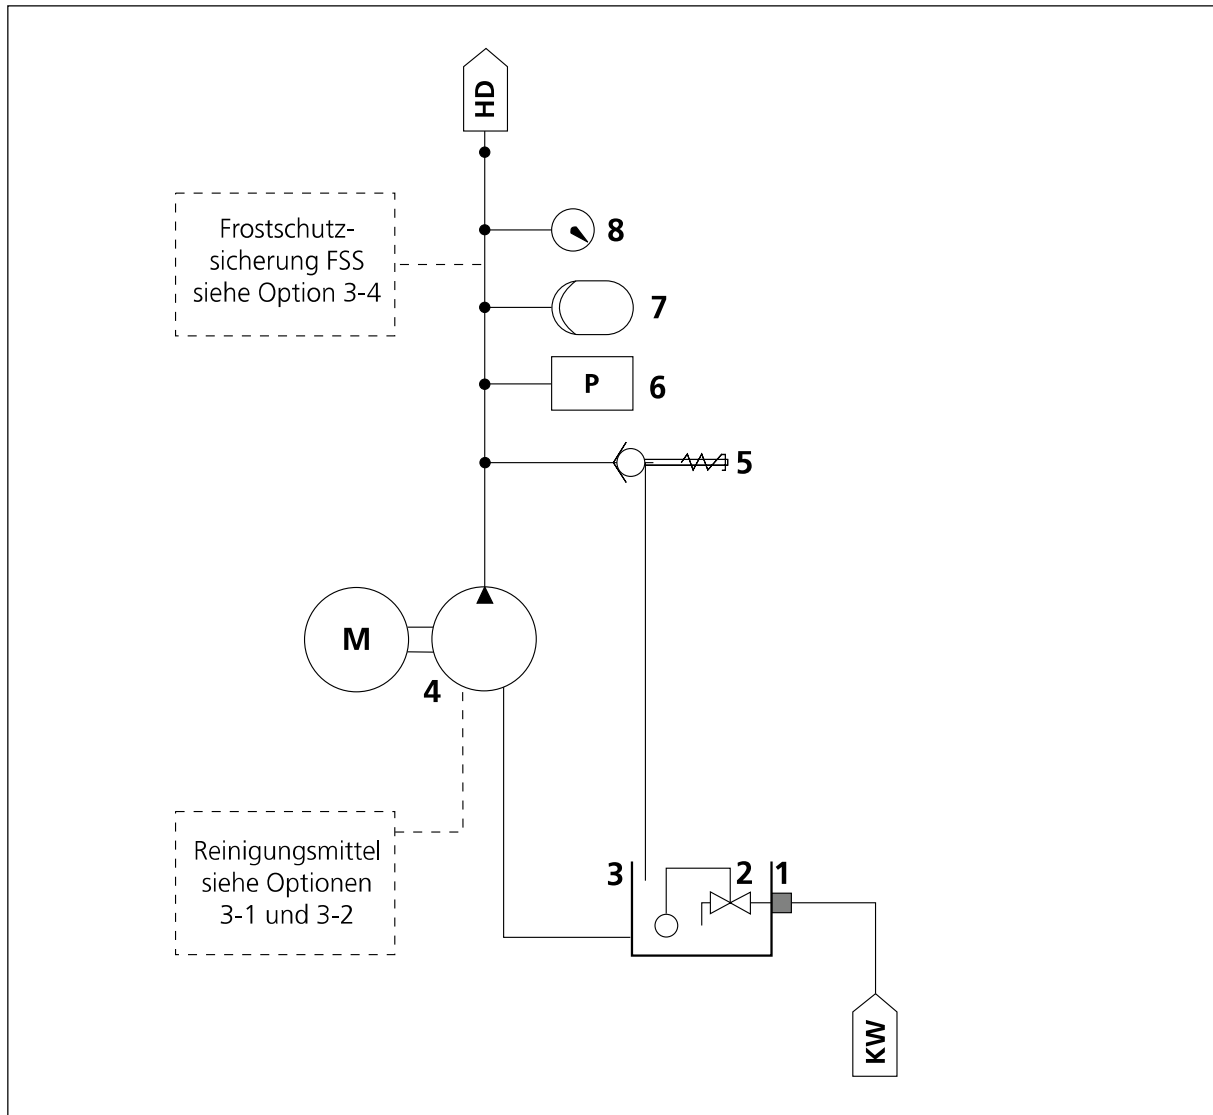 HD
Frostschutz-
sicherung FSS
siehe Option 3-4
8
7
P
6
5
M
4
Reinigungsmittel
siehe Optionen
3-1 und 3-2
3
2
1
KW